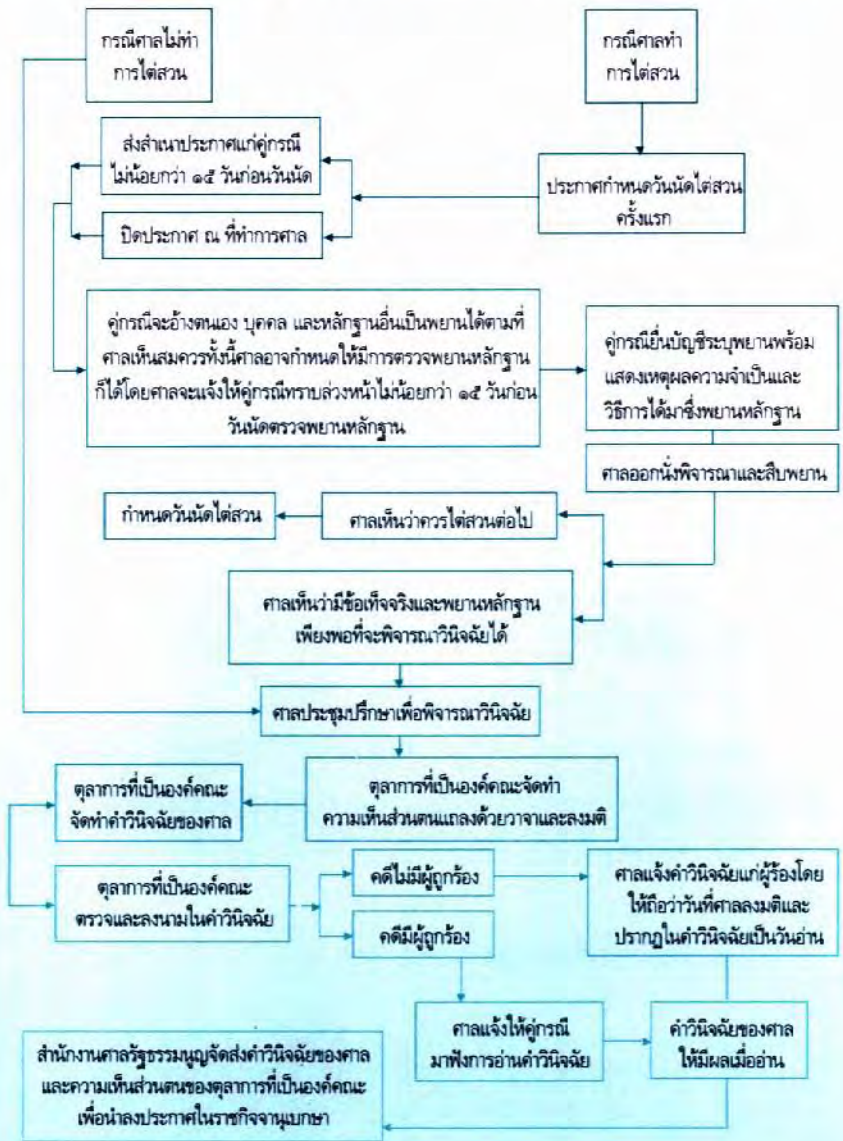 กรณีศาลไม่ทำ
การไต่สวน
กรณีศาลทำ
การไต่สวน
ส่งสำเนาประกาศแก่คู่กรณี
ไม่น้อยกว่า ๑๕ วันก่อนวันนัด
ปิดประกาศ ณ ที่ทำการศาล
ประกาศกำหนดวันนัดไต่สวน
ครั้งแรก
คู่กรณีจะอ้างตนเอง บุคคล และหลักฐานอื่นเป็นพยานได้ตามที่
ศาลเห็นสมควรทั้งนี้ศาลอาจกำหนดให้มีการตรวจพยานหลักฐาน
ก็ได้โดยศาลจะแจ้งให้คู่กรณีทราบล่วงหน้าไม่น้อยกว่า ๑๕ วันก่อน
วันนัดตรวจพยานหลักฐาน
คู่กรณียื่นบัญชีระบุพยานพร้อม
แสดงเหตุผลความจำเป็นและ
วิธีการได้มาซึ่งพยานหลักฐาน
ศาลออกนั่งพิจารณาและสืบพยาน
กำหนดวันนัดไต่สวน
ศาลเห็นว่าควรไต่สวนต่อไป
ศาลเห็นว่ามีข้อเท็จจริงและพยานหลักฐาน
เพียงพอที่จะพิจารณาวินิจฉัยได้
ศาลประชุมปรึกษาเพื่อพิจารณาวินิจฉัย
ตุลาการที่เป็นองค์คณะ
จัดทำคำวินิจฉัยของศาล
ตุลาการที่เป็นองค์คณะจัดทำ
ความเห็นส่วนตนแถลงด้วยวาจาและลงมติ
ตุลาการที่เป็นองค์คณะ
ตรวจและลงนามในคำวินิจฉัย
คดีไม่มีผู้ถูกร้อง
คดีมีผู้ถูกร้อง
ศาลแจ้งคำวินิจฉัยแก่ผู้ร้องโดย
ให้ถือว่าวันที่ศาลลงมติและ
ปรากฏในคำวินิจฉัยเป็นวันอ่าน
ศาลแจ้งให้คู่กรณี
มาฟังการอ่านคำวินิจฉัย
คำวินิจฉัยของศาล
ให้มีผลเมื่ออ่าน
สำนักงานศาลรัฐธรรมนูญจัดส่งคำวินิจฉัยของศาล
และความเห็นส่วนตนของตุลาการที่เป็นองค์คณะ
เพื่อนำลงประกาศในราชกิจจานุเบกษา